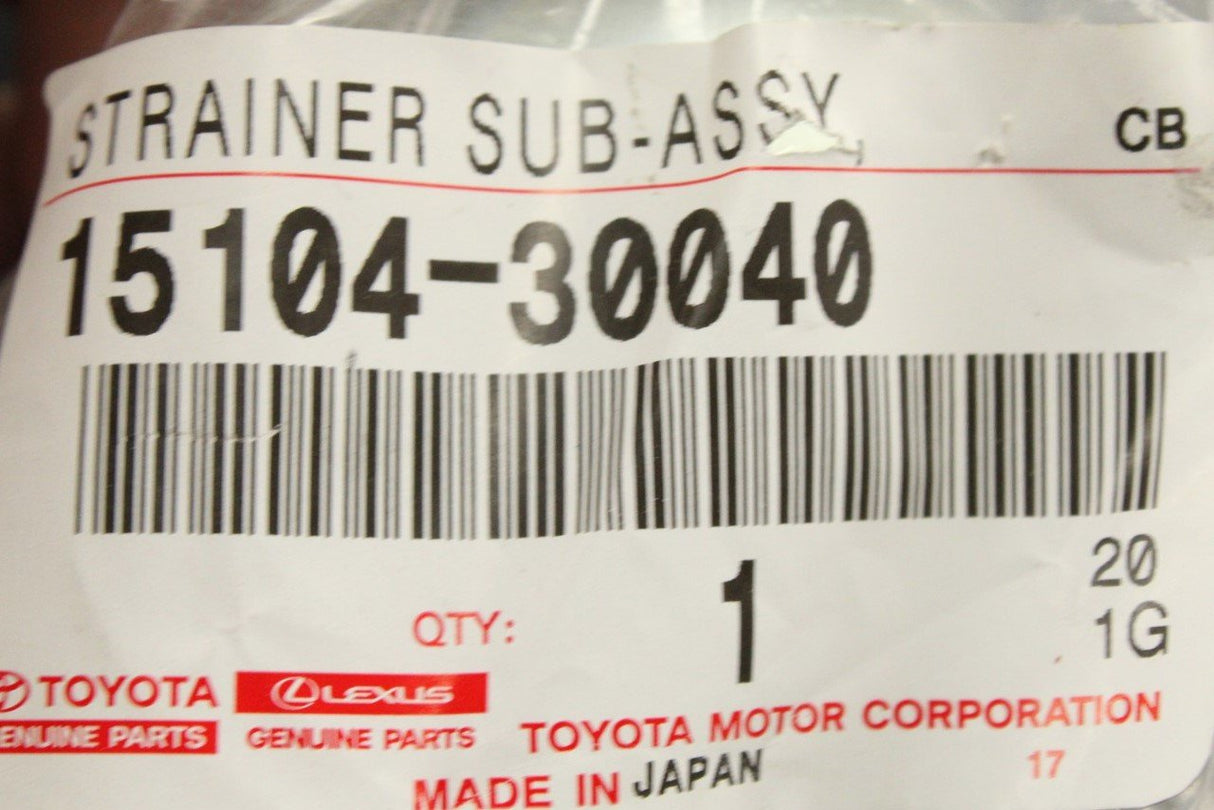 STRAINER SUB-ASSY CB
15104-30040
20
QTY: 1 1G
TOYOTA LEXUS
GENUINE PARTS GENUINE PARTS TOYOTA MOTOR CORPORATION
MADE IN JAPAN 17